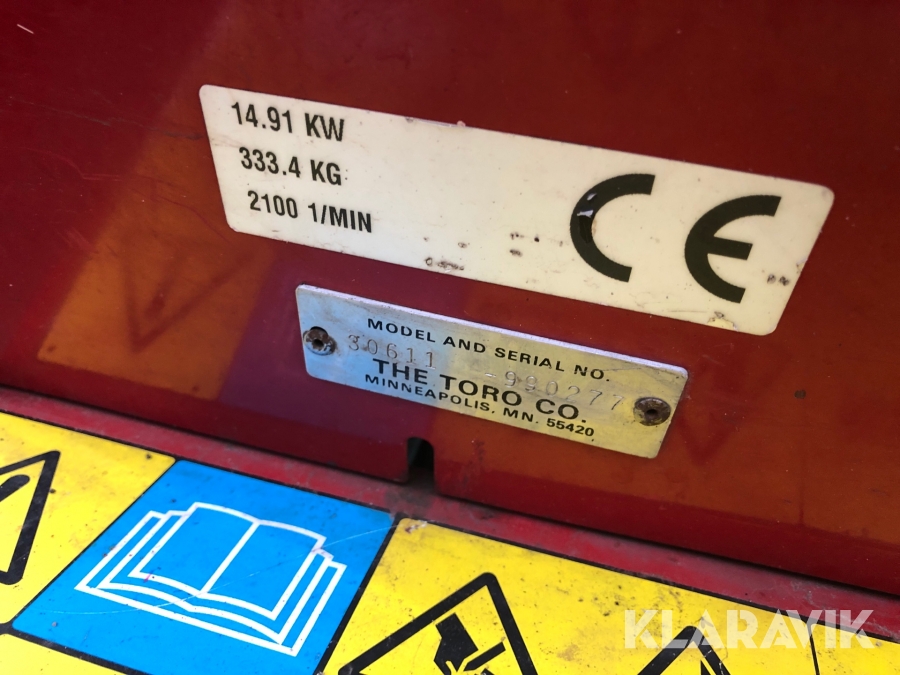 14.91 KW
333.4 KG
2100 1/MIN
CE
MODEL AND SERIAL NO.
30611 -990277
THE TORO CO.
MINNEAPOLIS, MN. 55420
KLARAVIK